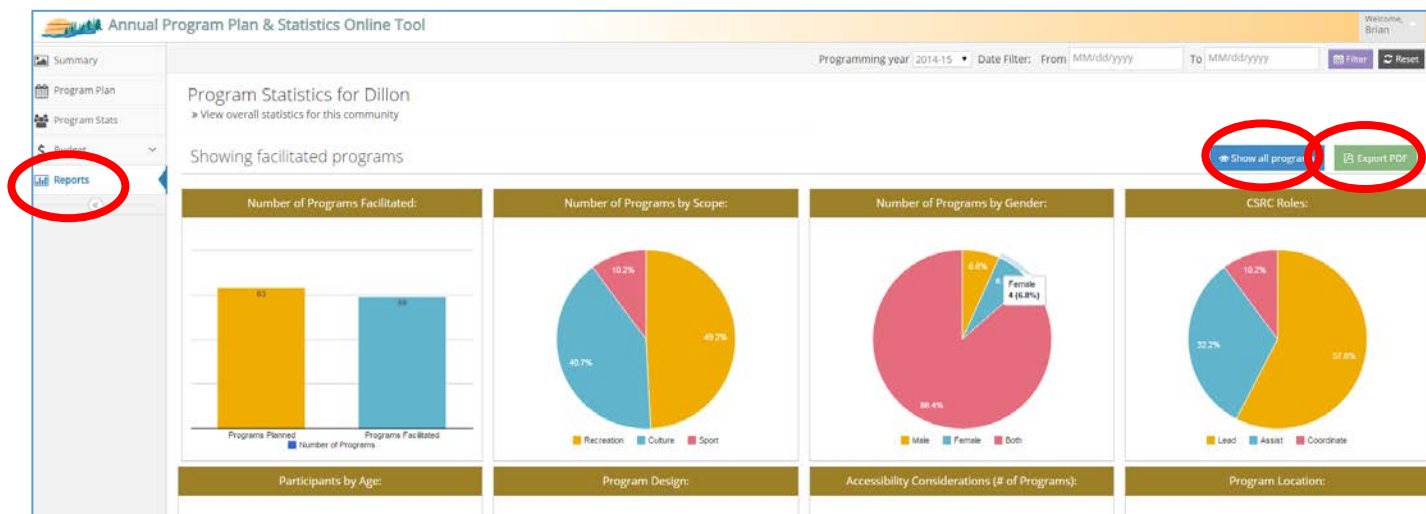 Annual Program Plan & Statistics Online Tool
Welcome,
Brian
Summary
Programming year 2014-15 Date Filter: From MM/dd/yyyy To MM/dd/yyyy Filter Reset
Program Plan
Program Statistics for Dillon
» View overall statistics for this community
Program Stats
$ Budget
Showing facilitated programs
Show all program
Export PDF
Reports
Number of Programs Facilitated:
Number of Programs by Scope:
Number of Programs by Gender:
CSRC Roles:
63
59
Programs Planned
Programs Facilitated
Number of Programs
10.2%
49.2%
40.7%
Recreation Culture Sport
6.8%
Female
4 (6.8%)
86.4%
Male Female Both
10.2%
32.2%
57.6%
Lead Assist Coordinate
Participants by Age:
Program Design:
Accessibility Considerations (# of Programs):
Program Location: